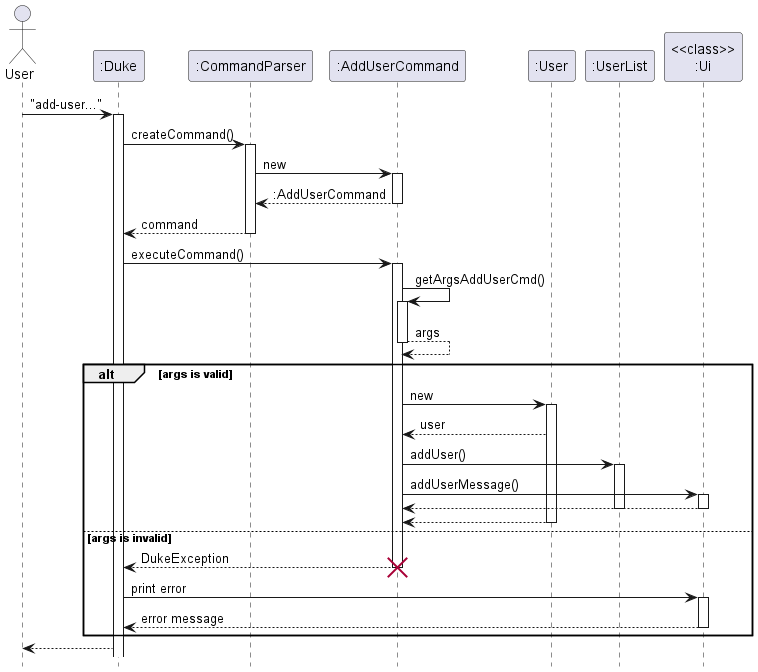 User
:Duke
:CommandParser
:AddUserCommand
:User
:UserList
<<class>>
:Ui
"add-user..."
createCommand()
new
:AddUserCommand
command
executeCommand()
getArgsAddUserCmd()
args
alt
[args is valid]
new
user
addUser()
addUserMessage()
[args is invalid]
DukeException
print error
error message